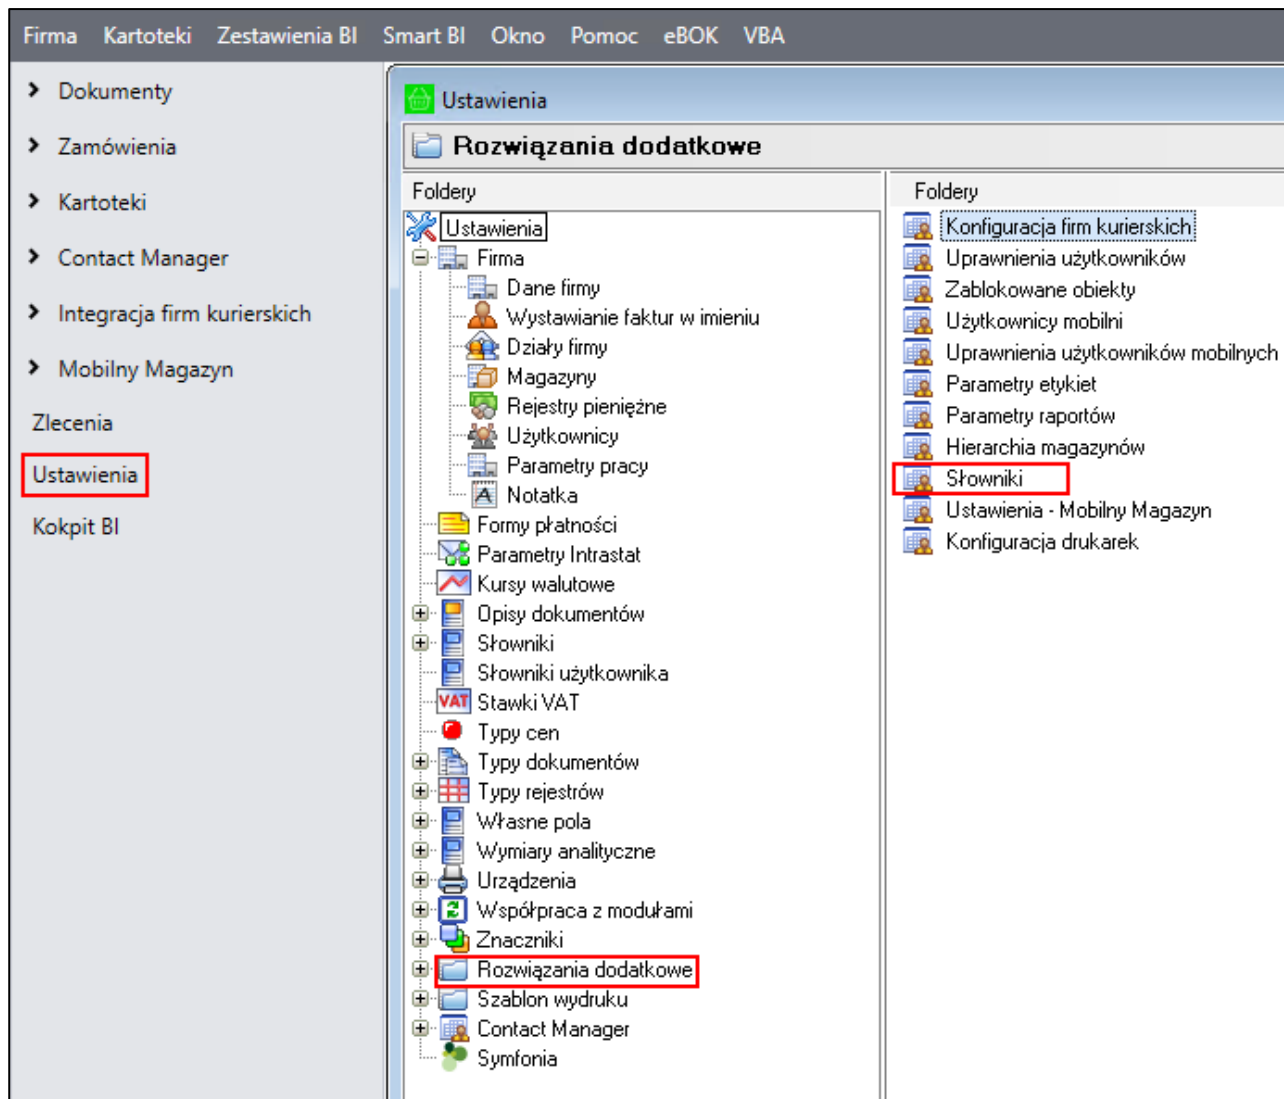 Firma Kartoteki Zestawienia BI Smart BI Okno Pomoc eBOK VBA
Dokumenty
Zamówienia
Kartoteki
Contact Manager
Integracja firm kurierskich
Mobilny Magazyn
Zlecenia
Ustawienia
Kokpit BI
Ustawienia
Rozwiązania dodatkowe
Foldery
Ustawienia
Firma
Dane firmy
Wystawianie faktur w imieniu
Działy firmy
Magazyny
Rejestry pieniężne
Użytkownicy
Parametry pracy
Notatka
Formy płatności
Parametry Intrastat
Kursy walutowe
Opisy dokumentów
Słowniki
Słowniki użytkownika
VAT Stawki VAT
Typy cen
Typy dokumentów
Typy rejestrów
Własne pola
Wymiary analityczne
Urządzenia
Współpraca z modułami
Znaczniki
Rozwiązania dodatkowe
Szablon wydruku
Contact Manager
Symfonia
Foldery
Konfiguracja firm kurierskich
Uprawnienia użytkowników
Zablokowane obiekty
Użytkownicy mobilni
Uprawnienia użytkowników mobilnych
Parametry etykiet
Parametry raportów
Hierarchia magazynów
Słowniki
Ustawienia - Mobilny Magazyn
Konfiguracja drukarek